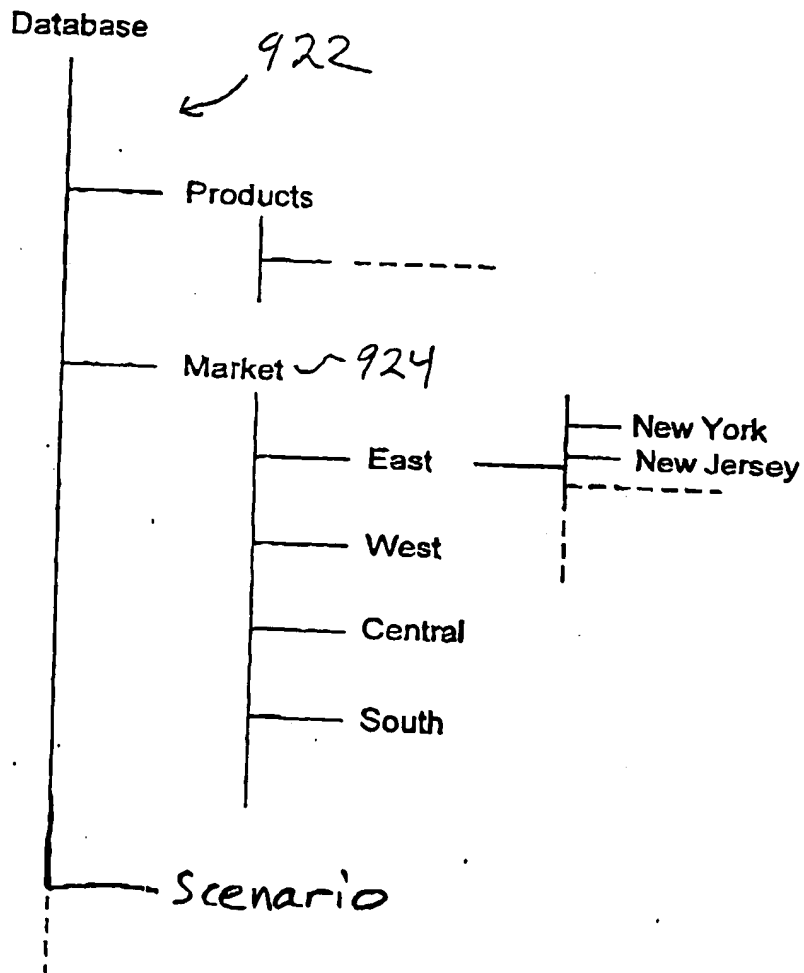 Database
922
Products
Market 924
East
New York
New Jersey
West
Central
South
Scenario